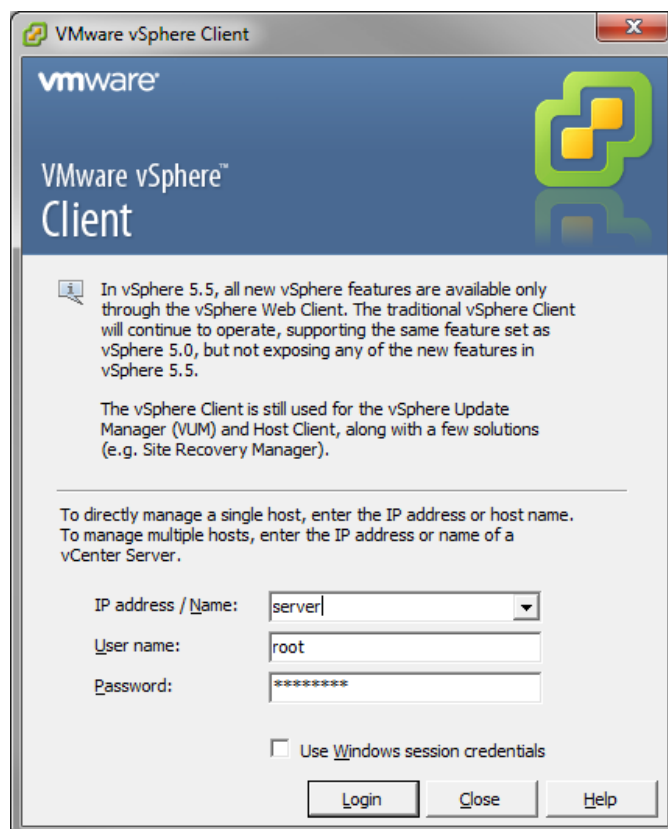 VMware vSphere Client
vmware
VMware vSphere™
Client
In vSphere 5.5, all new vSphere features are available only
through the vSphere Web Client. The traditional vSphere Client
will continue to operate, supporting the same feature set as
vSphere 5.0, but not exposing any of the new features in
vSphere 5.5.
The vSphere Client is still used for the vSphere Update
Manager (VUM) and Host Client, along with a few solutions
(e.g. Site Recovery Manager).
To directly manage a single host, enter the IP address or host name.
To manage multiple hosts, enter the IP address or name of a
vCenter Server.
IP address / Name: server
User name: root
Password: ********
Use Windows session credentials
Login Close Help